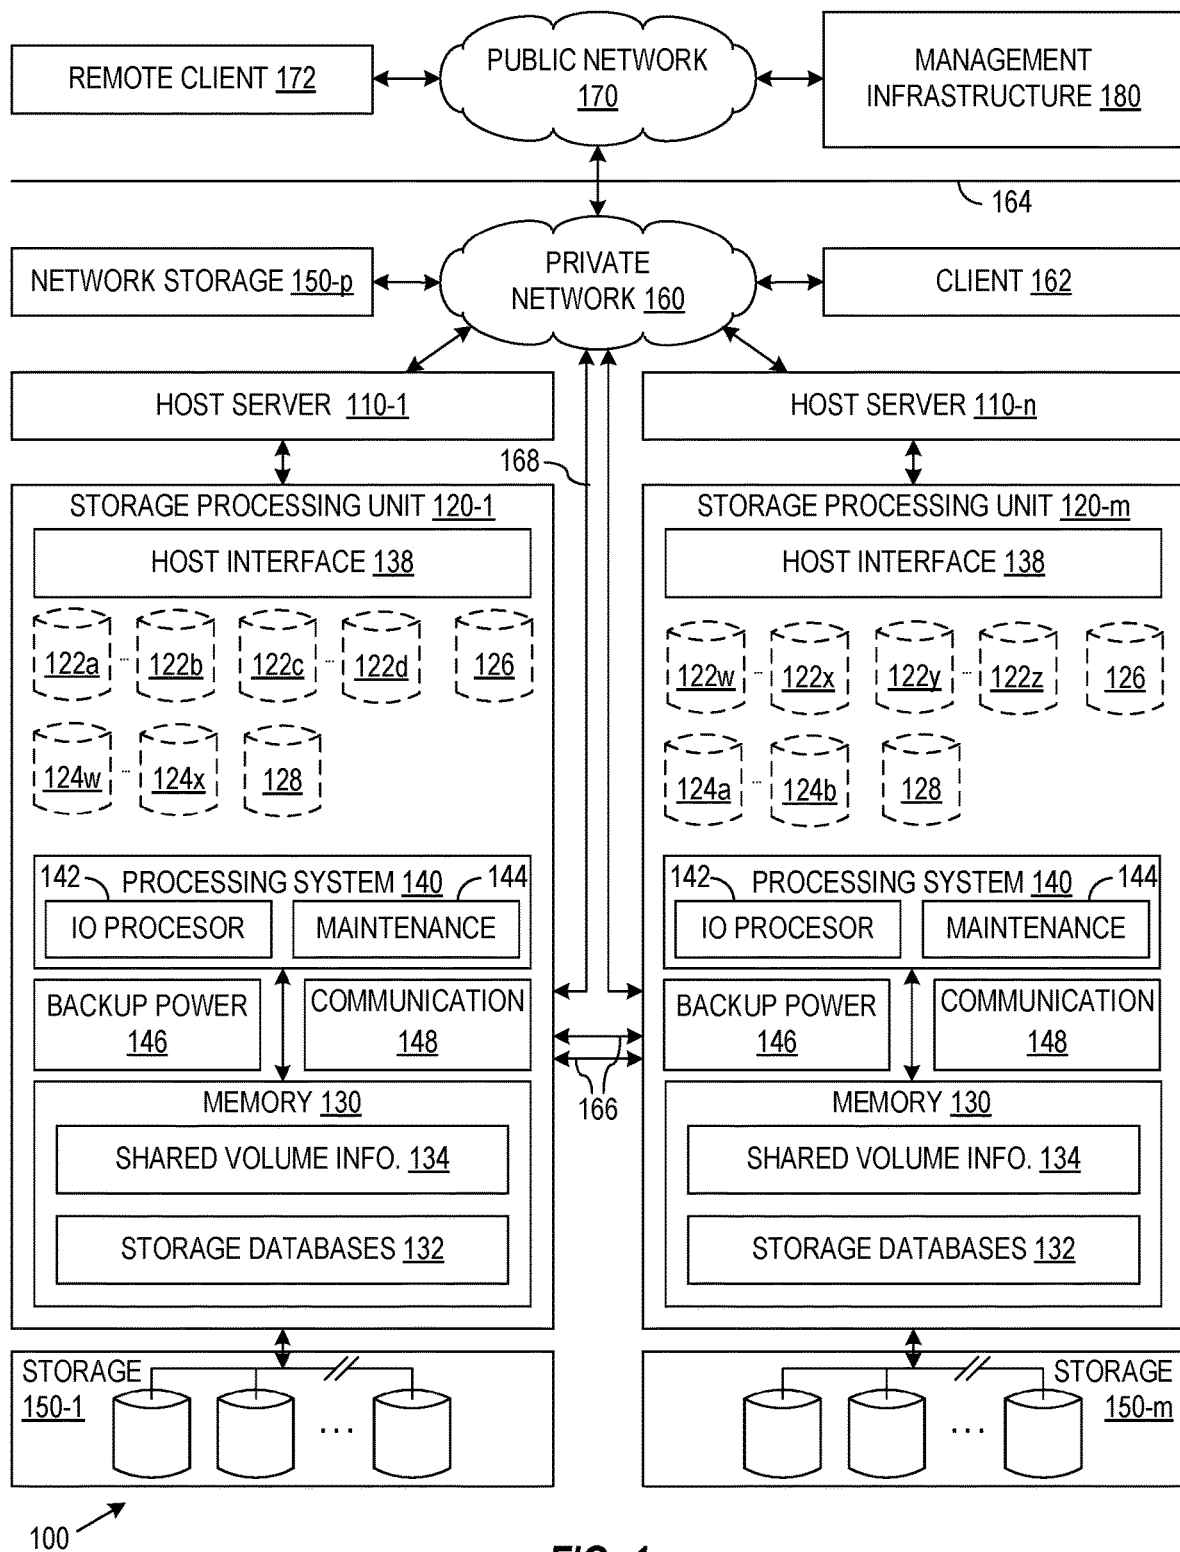 REMOTE CLIENT 172
PUBLIC NETWORK
170
MANAGEMENT
INFRASTRUCTURE 180
164
NETWORK STORAGE 150-p
PRIVATE
NETWORK 160
CLIENT 162
HOST SERVER 110-1
HOST SERVER 110-n
168
STORAGE PROCESSING UNIT 120-1
HOST INTERFACE 138
122a ... 122b 122c ... 122d 126
124w ... 124x 128
142 PROCESSING SYSTEM 140 144
IO PROCESOR MAINTENANCE
BACKUP POWER
146
COMMUNICATION
148
MEMORY 130
SHARED VOLUME INFO. 134
STORAGE DATABASES 132
166
STORAGE PROCESSING UNIT 120-m
HOST INTERFACE 138
122w ... 122x 122y ... 122z 126
124a ... 124b 128
142 PROCESSING SYSTEM 140 144
IO PROCESOR MAINTENANCE
BACKUP POWER
146
COMMUNICATION
148
MEMORY 130
SHARED VOLUME INFO. 134
STORAGE DATABASES 132
STORAGE
150-1
...
STORAGE
150-m
...
100